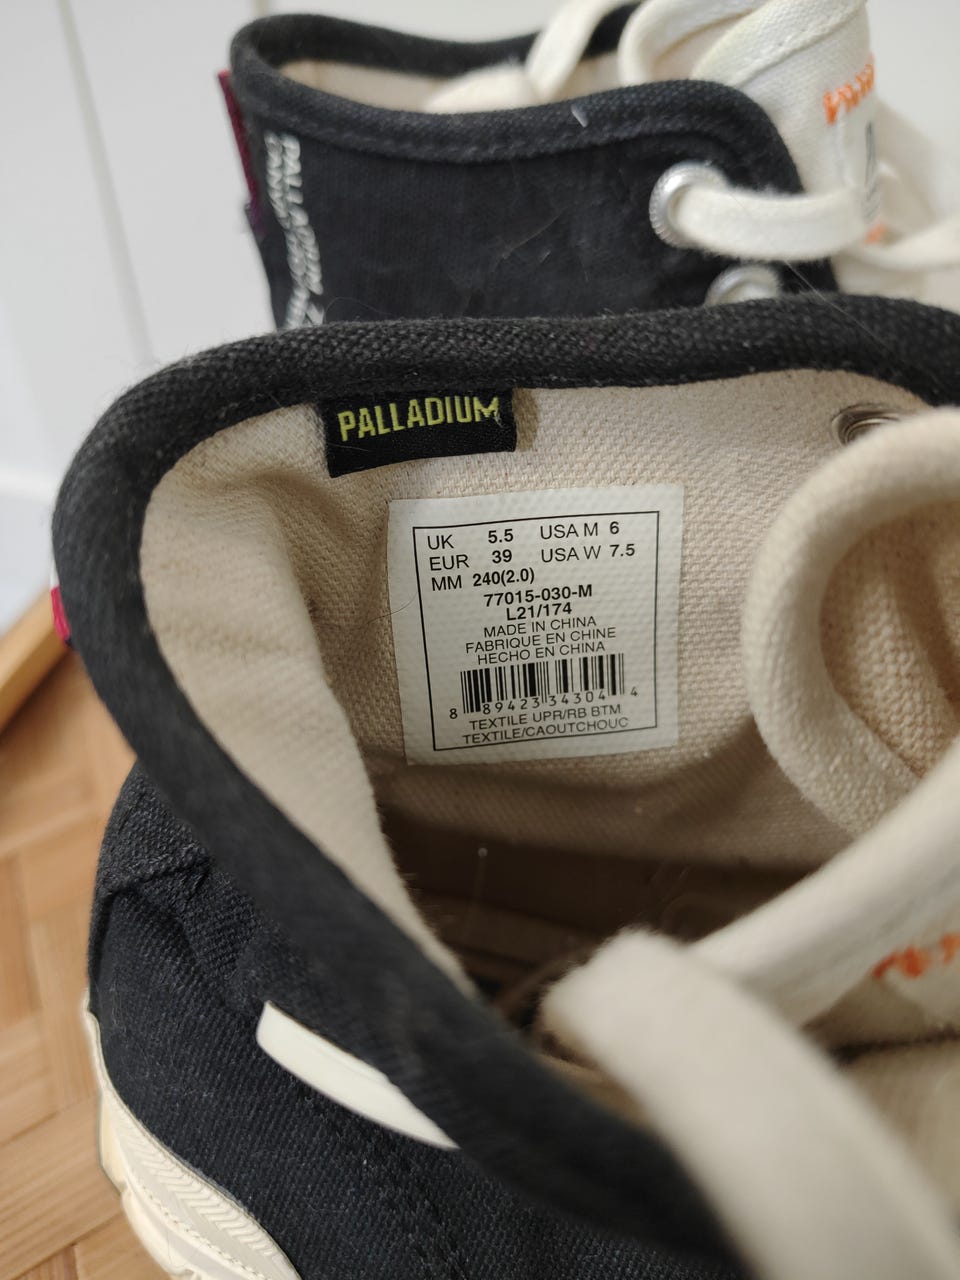 PALLADIUM
UK 5.5 USA M 6
EUR 39 USA W 7.5
MM 240(2.0)
77015-030-M
L21/174
MADE IN CHINA
FABRIQUE EN CHINE
HECHO EN CHINA
8 89423 34304 4
TEXTILE UPR/RB BTM
TEXTILE/CAOUTCHOUC